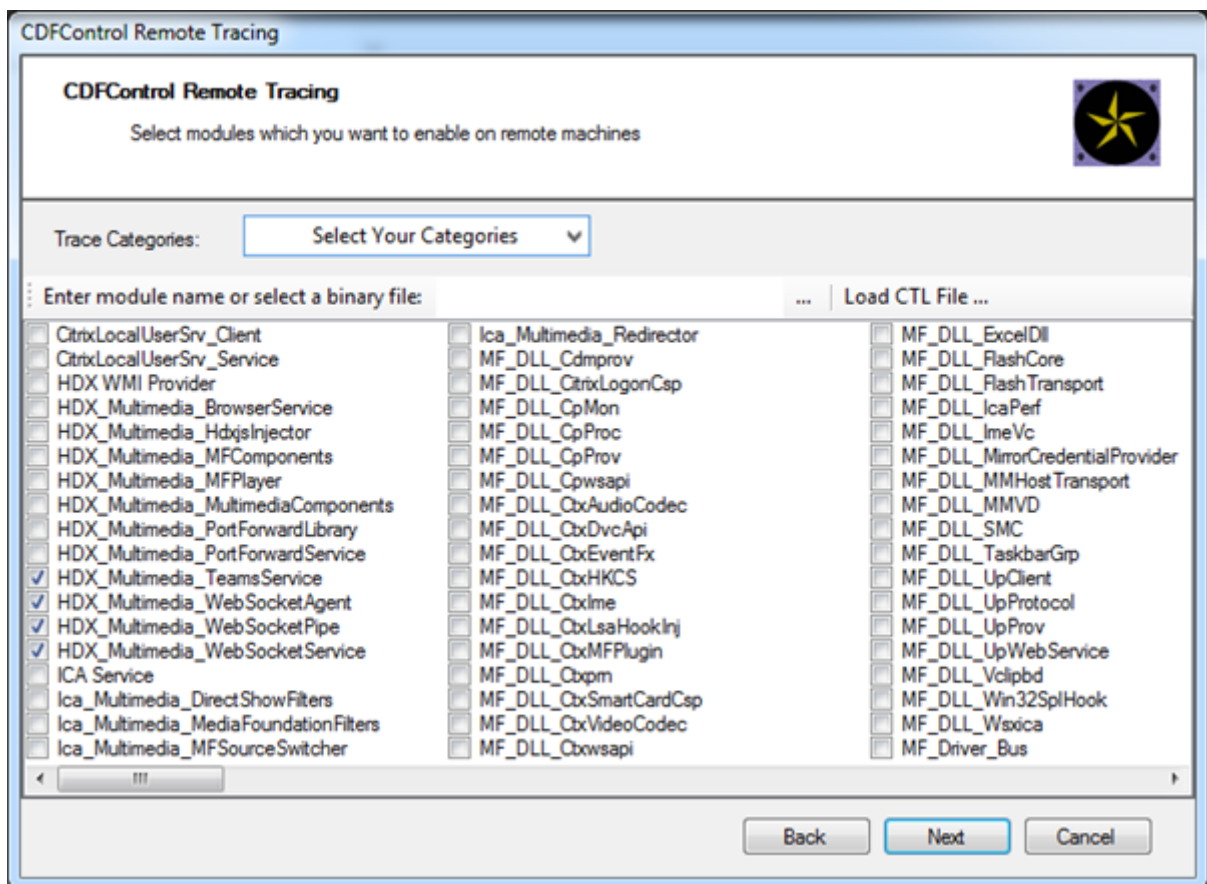 CDFControl Remote Tracing
CDFControl Remote Tracing
Select modules which you want to enable on remote machines
Trace Categories:
Select Your Categories
Enter module name or select a binary file:
...
Load CTL File ...
CitrixLocalUserSrv_Client
CitrixLocalUserSrv_Service
HDX WMI Provider
HDX_Multimedia_BrowserService
HDX_Multimedia_HdxjsInjector
HDX_Multimedia_MFComponents
HDX_Multimedia_MFPlayer
HDX_Multimedia_MultimediaComponents
HDX_Multimedia_PortForwardLibrary
HDX_Multimedia_PortForwardService
HDX_Multimedia_TeamsService
HDX_Multimedia_WebSocketAgent
HDX_Multimedia_WebSocketPipe
HDX_Multimedia_WebSocketService
ICA Service
Ica_Multimedia_DirectShowFilters
Ica_Multimedia_MediaFoundationFilters
Ica_Multimedia_MFSourceSwitcher
Ica_Multimedia_Redirector
MF_DLL_Cdmprov
MF_DLL_CitrixLogonCsp
MF_DLL_CpMon
MF_DLL_CpProc
MF_DLL_CpProv
MF_DLL_Cpwsapi
MF_DLL_CtxAudioCodec
MF_DLL_CtxDvcApi
MF_DLL_CtxEventFx
MF_DLL_CtxHKCS
MF_DLL_CtxIme
MF_DLL_CtxLsaHookInj
MF_DLL_CtxMFPlugin
MF_DLL_Ctxprn
MF_DLL_CtxSmartCardCsp
MF_DLL_CtxVideoCodec
MF_DLL_Ctxwsapi
MF_DLL_ExcelDll
MF_DLL_FlashCore
MF_DLL_FlashTransport
MF_DLL_IcaPerf
MF_DLL_ImeVc
MF_DLL_MirrorCredentialProvider
MF_DLL_MMHostTransport
MF_DLL_MMVD
MF_DLL_SMC
MF_DLL_TaskbarGrp
MF_DLL_UpClient
MF_DLL_UpProtocol
MF_DLL_UpProv
MF_DLL_UpWebService
MF_DLL_Vclipbd
MF_DLL_Win32SplHook
MF_DLL_Wsxica
MF_Driver_Bus
Back
Next
Cancel